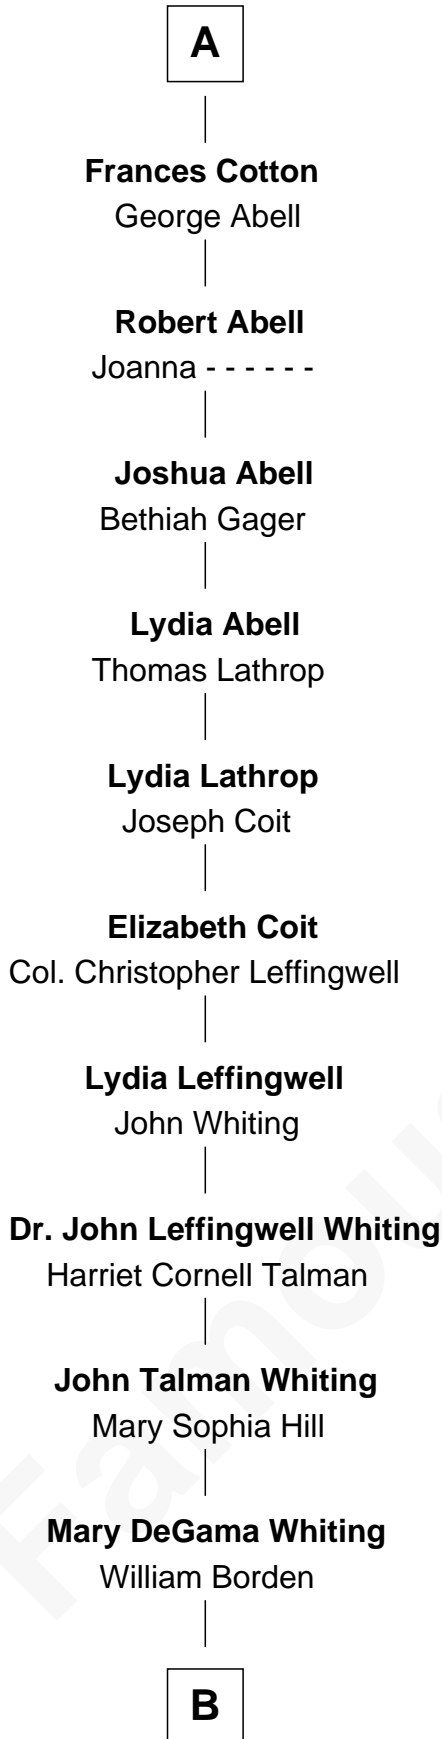 A
Frances Cotton
George Abell
Robert Abell
Joanna - - - - - -
Joshua Abell
Bethiah Gager
Lydia Abell
Thomas Lathrop
Lydia Lathrop
Joseph Coit
Elizabeth Coit
Col. Christopher Leffingwell
Lydia Leffingwell
John Whiting
Dr. John Leffingwell Whiting
Harriet Cornell Talman
John Talman Whiting
Mary Sophia Hill
Mary DeGama Whiting
William Borden
B
Famous